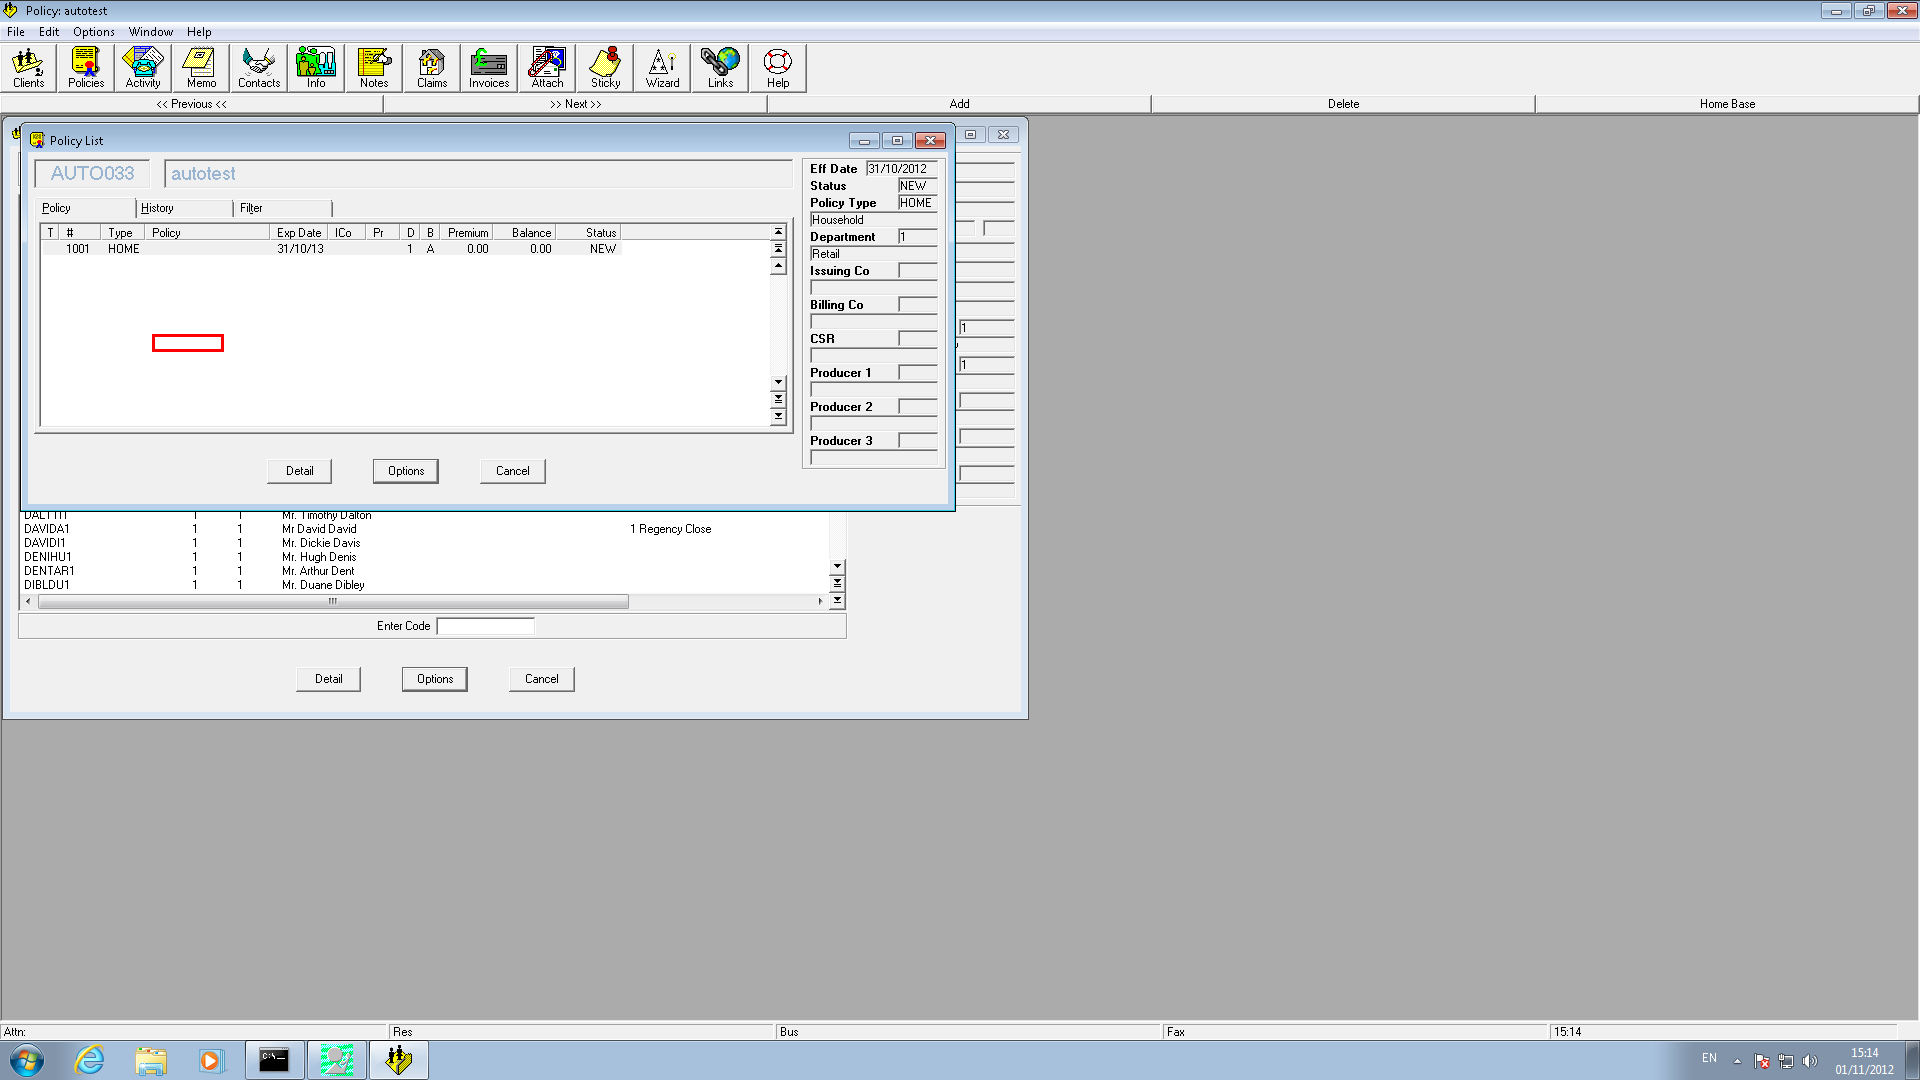 Policy: autotest
File Edit Options Window Help
Clients Policies Activity Memo Contacts Info Notes Claims Invoices Attach Sticky Wizard Links Help
<< Previous << >> Next >> Add Delete Home Base
Policy List
AUTO033 autotest
Policy History Filter
T # Type Policy Exp Date ICo Pr D B Premium Balance Status
1001 HOME 31/10/13 1 A 0.00 0.00 NEW
Eff Date 31/10/2012
Status NEW
Policy Type HOME
Household
Department 1
Retail
Issuing Co
Billing Co
CSR
Producer 1
Producer 2
Producer 3
1
1
Detail Options Cancel
Mr. Timothy Dalton
DAVIDA1 1 1 Mr David David 1 Regency Close
DAVIDI1 1 1 Mr. Dickie Davis
DENIHU1 1 1 Mr. Hugh Denis
DENTAR1 1 1 Mr. Arthur Dent
DIBLDU1 1 1 Mr. Duane Dibley
Enter Code
Detail Options Cancel
Attn: Res Bus Fax 15:14
C:\_
EN
15:14
01/11/2012